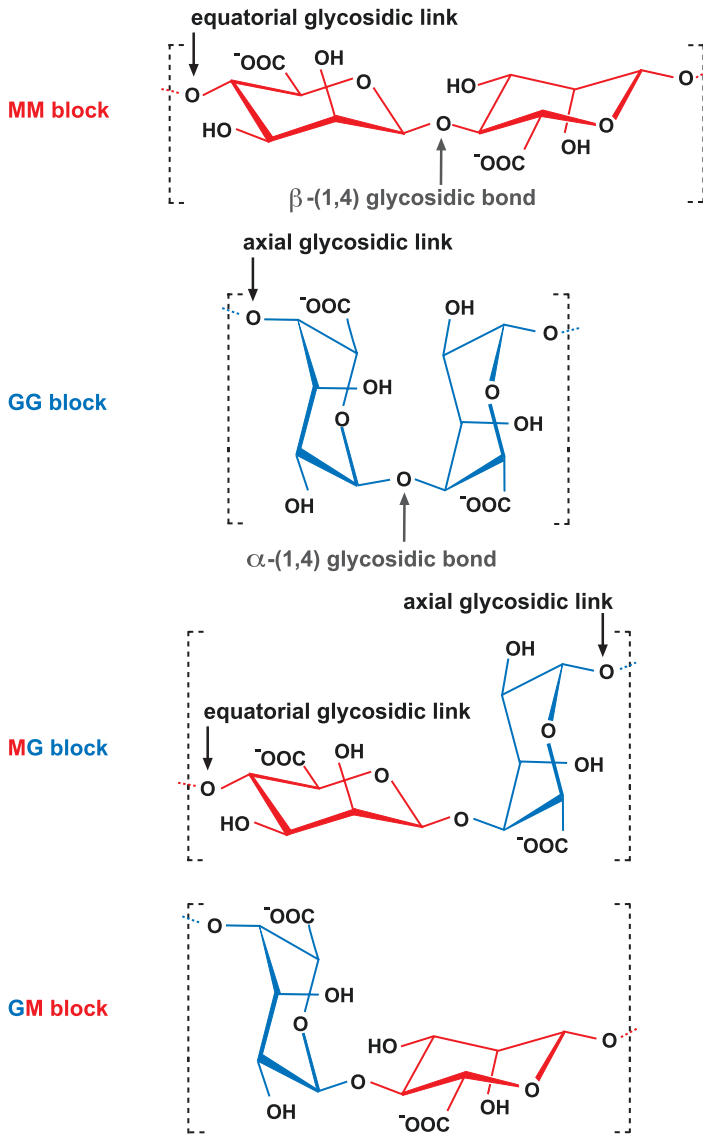 equatorial glycosidic link
⁻OOC OH
O
O
HO
O
HO
MM block
HO
O
O
OH
⁻OOC
β-(1,4) glycosidic bond
axial glycosidic link
⁻OOC
OH
O
O
OH
O
GG block
O
OH
OH
O
⁻OOC
α-(1,4) glycosidic bond
axial glycosidic link
OH
O
equatorial glycosidic link
O
MG block
⁻OOC
OH
O
OH
O
HO
O
⁻OOC
⁻OOC
O
OH
GM block
O
HO
O
O
O
OH
OH
⁻OOC